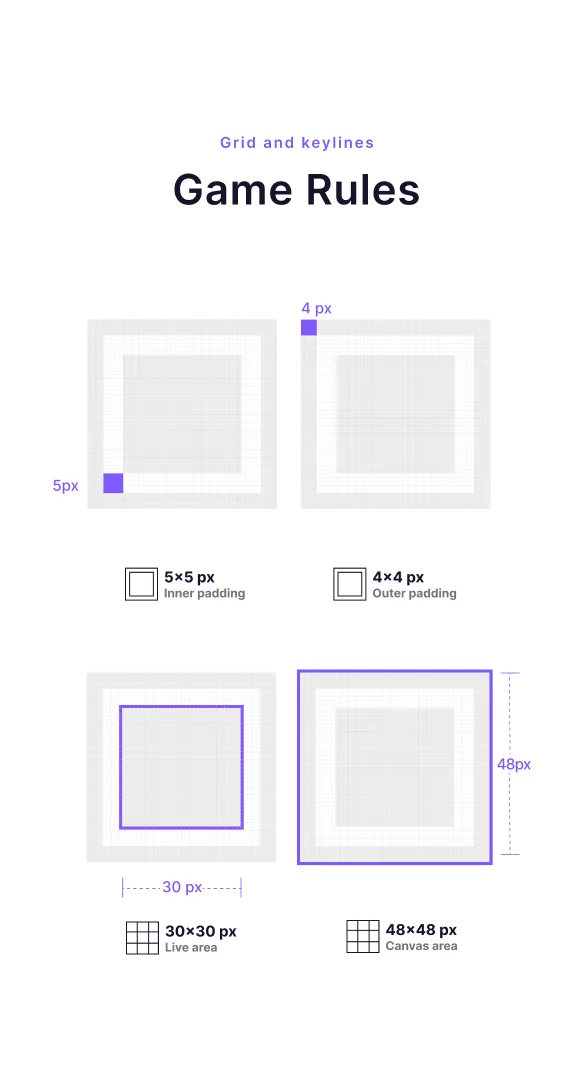 Grid and keylines
Game Rules
4 px
5px
5×5 px
Inner padding
4×4 px
Outer padding
48px
30 px
30×30 px
Live area
48×48 px
Canvas area